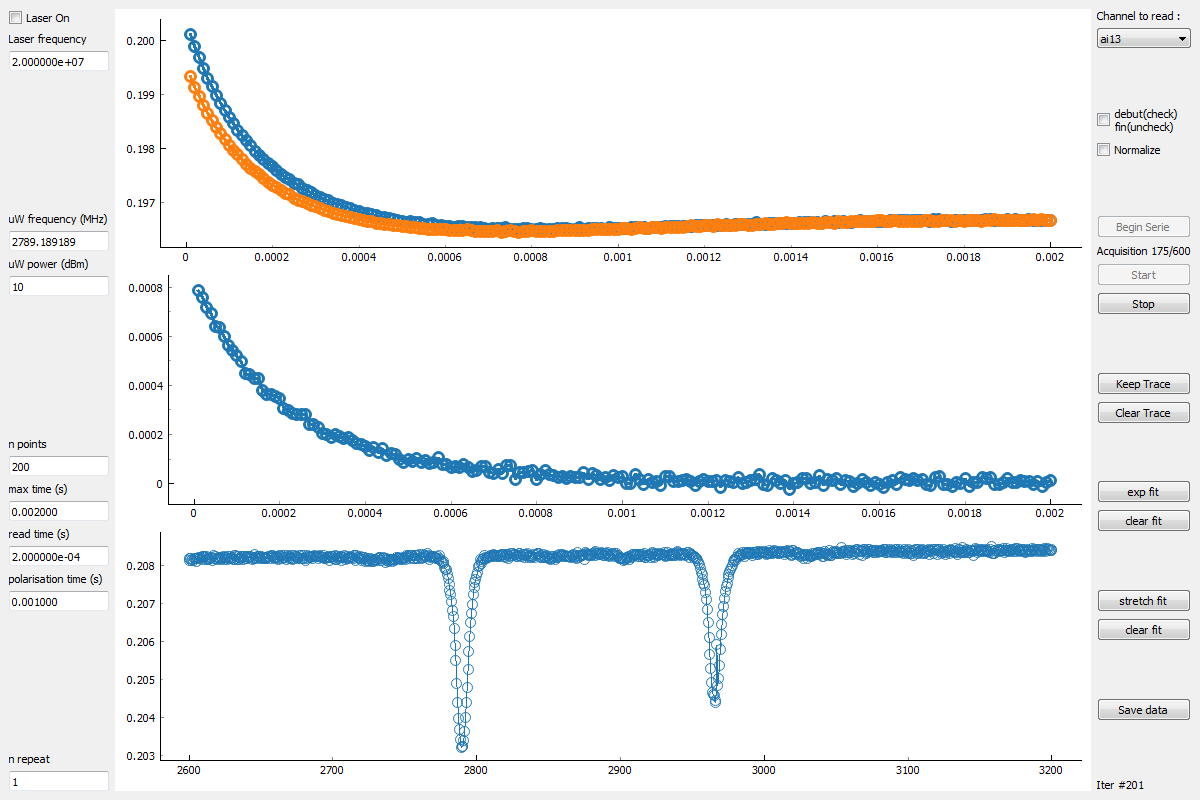 Laser On
Laser frequency
2.000000e+07
uW frequency (MHz)
2789.189189
uW power (dBm)
10
n points
200
max time (s)
0.002000
read time (s)
2.000000e-04
polarisation time (s)
0.001000
n repeat
1
0.200
0.199
0.198
0.197
0 0.0002 0.0004 0.0006 0.0008 0.001 0.0012 0.0014 0.0016 0.0018 0.002
0.0008
0.0006
0.0004
0.0002
0
0 0.0002 0.0004 0.0006 0.0008 0.001 0.0012 0.0014 0.0016 0.0018 0.002
0.208
0.207
0.206
0.205
0.204
0.203
2600 2700 2800 2900 3000 3100 3200
Channel to read :
ai13
debut(check)
fin(uncheck)
Normalize
Begin Serie
Acquisition 175/600
Start
Stop
Keep Trace
Clear Trace
exp fit
clear fit
stretch fit
clear fit
Save data
Iter #201